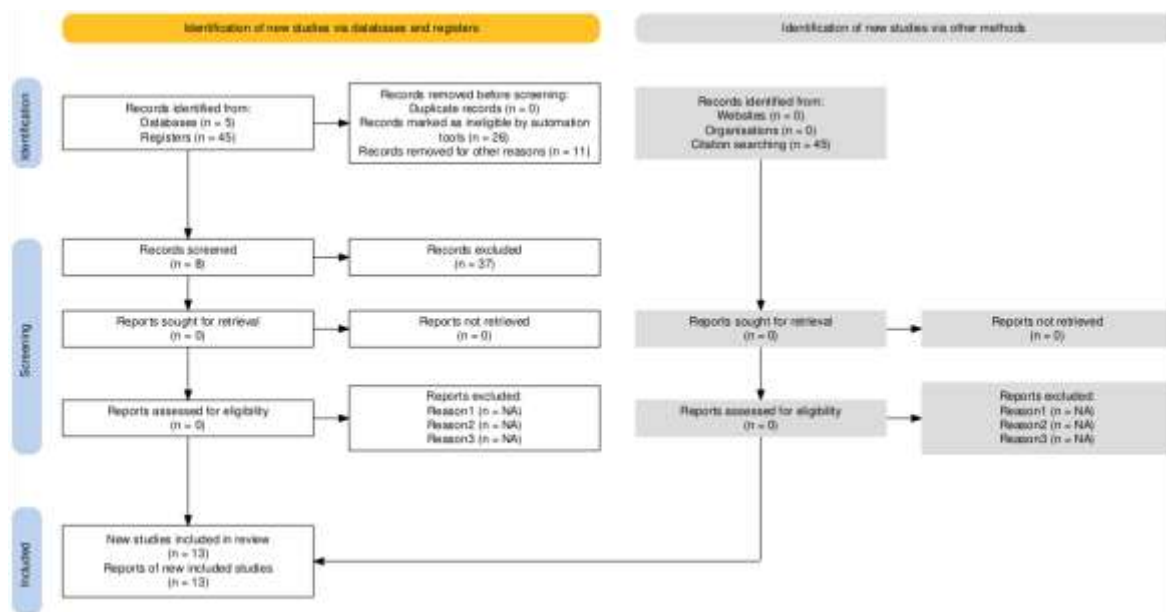 Identification of new studies via databases and registers
Identification of new studies via other methods
Identification
Records identified from:
Databases (n = 5)
Registers (n = 45)
Records removed before screening:
Duplicate records (n = 0)
Records marked as ineligible by automation
tools (n = 26)
Records removed for other reasons (n = 11)
Records identified from:
Websites (n = 0)
Organisations (n = 0)
Citation searching (n = 45)
Screening
Records screened
(n = 8)
Records excluded
(n = 37)
Reports sought for retrieval
(n = 0)
Reports not retrieved
(n = 0)
Reports sought for retrieval
(n = 0)
Reports not retrieved
(n = 0)
Reports assessed for eligibility
(n = 0)
Reports excluded:
Reason1 (n = NA)
Reason2 (n = NA)
Reason3 (n = NA)
Reports assessed for eligibility
(n = 0)
Reports excluded:
Reason1 (n = NA)
Reason2 (n = NA)
Reason3 (n = NA)
Included
New studies included in review
(n = 13)
Reports of new included studies
(n = 13)